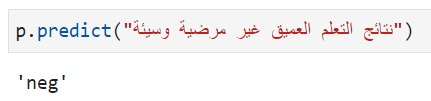 p.predict("نتائج التعلم العميق غير مرضية وسيئة")
'neg'